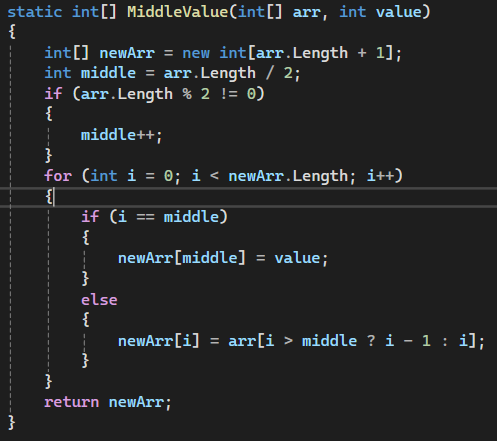 static int[] MiddleValue(int[] arr, int value)
{
    int[] newArr = new int[arr.Length + 1];
    int middle = arr.Length / 2;
    if (arr.Length % 2 != 0)
    {
        middle++;
    }
    for (int i = 0; i < newArr.Length; i++)
    {
        if (i == middle)
        {
            newArr[middle] = value;
        }
        else
        {
            newArr[i] = arr[i > middle ? i - 1 : i];
        }
    }
    return newArr;
}